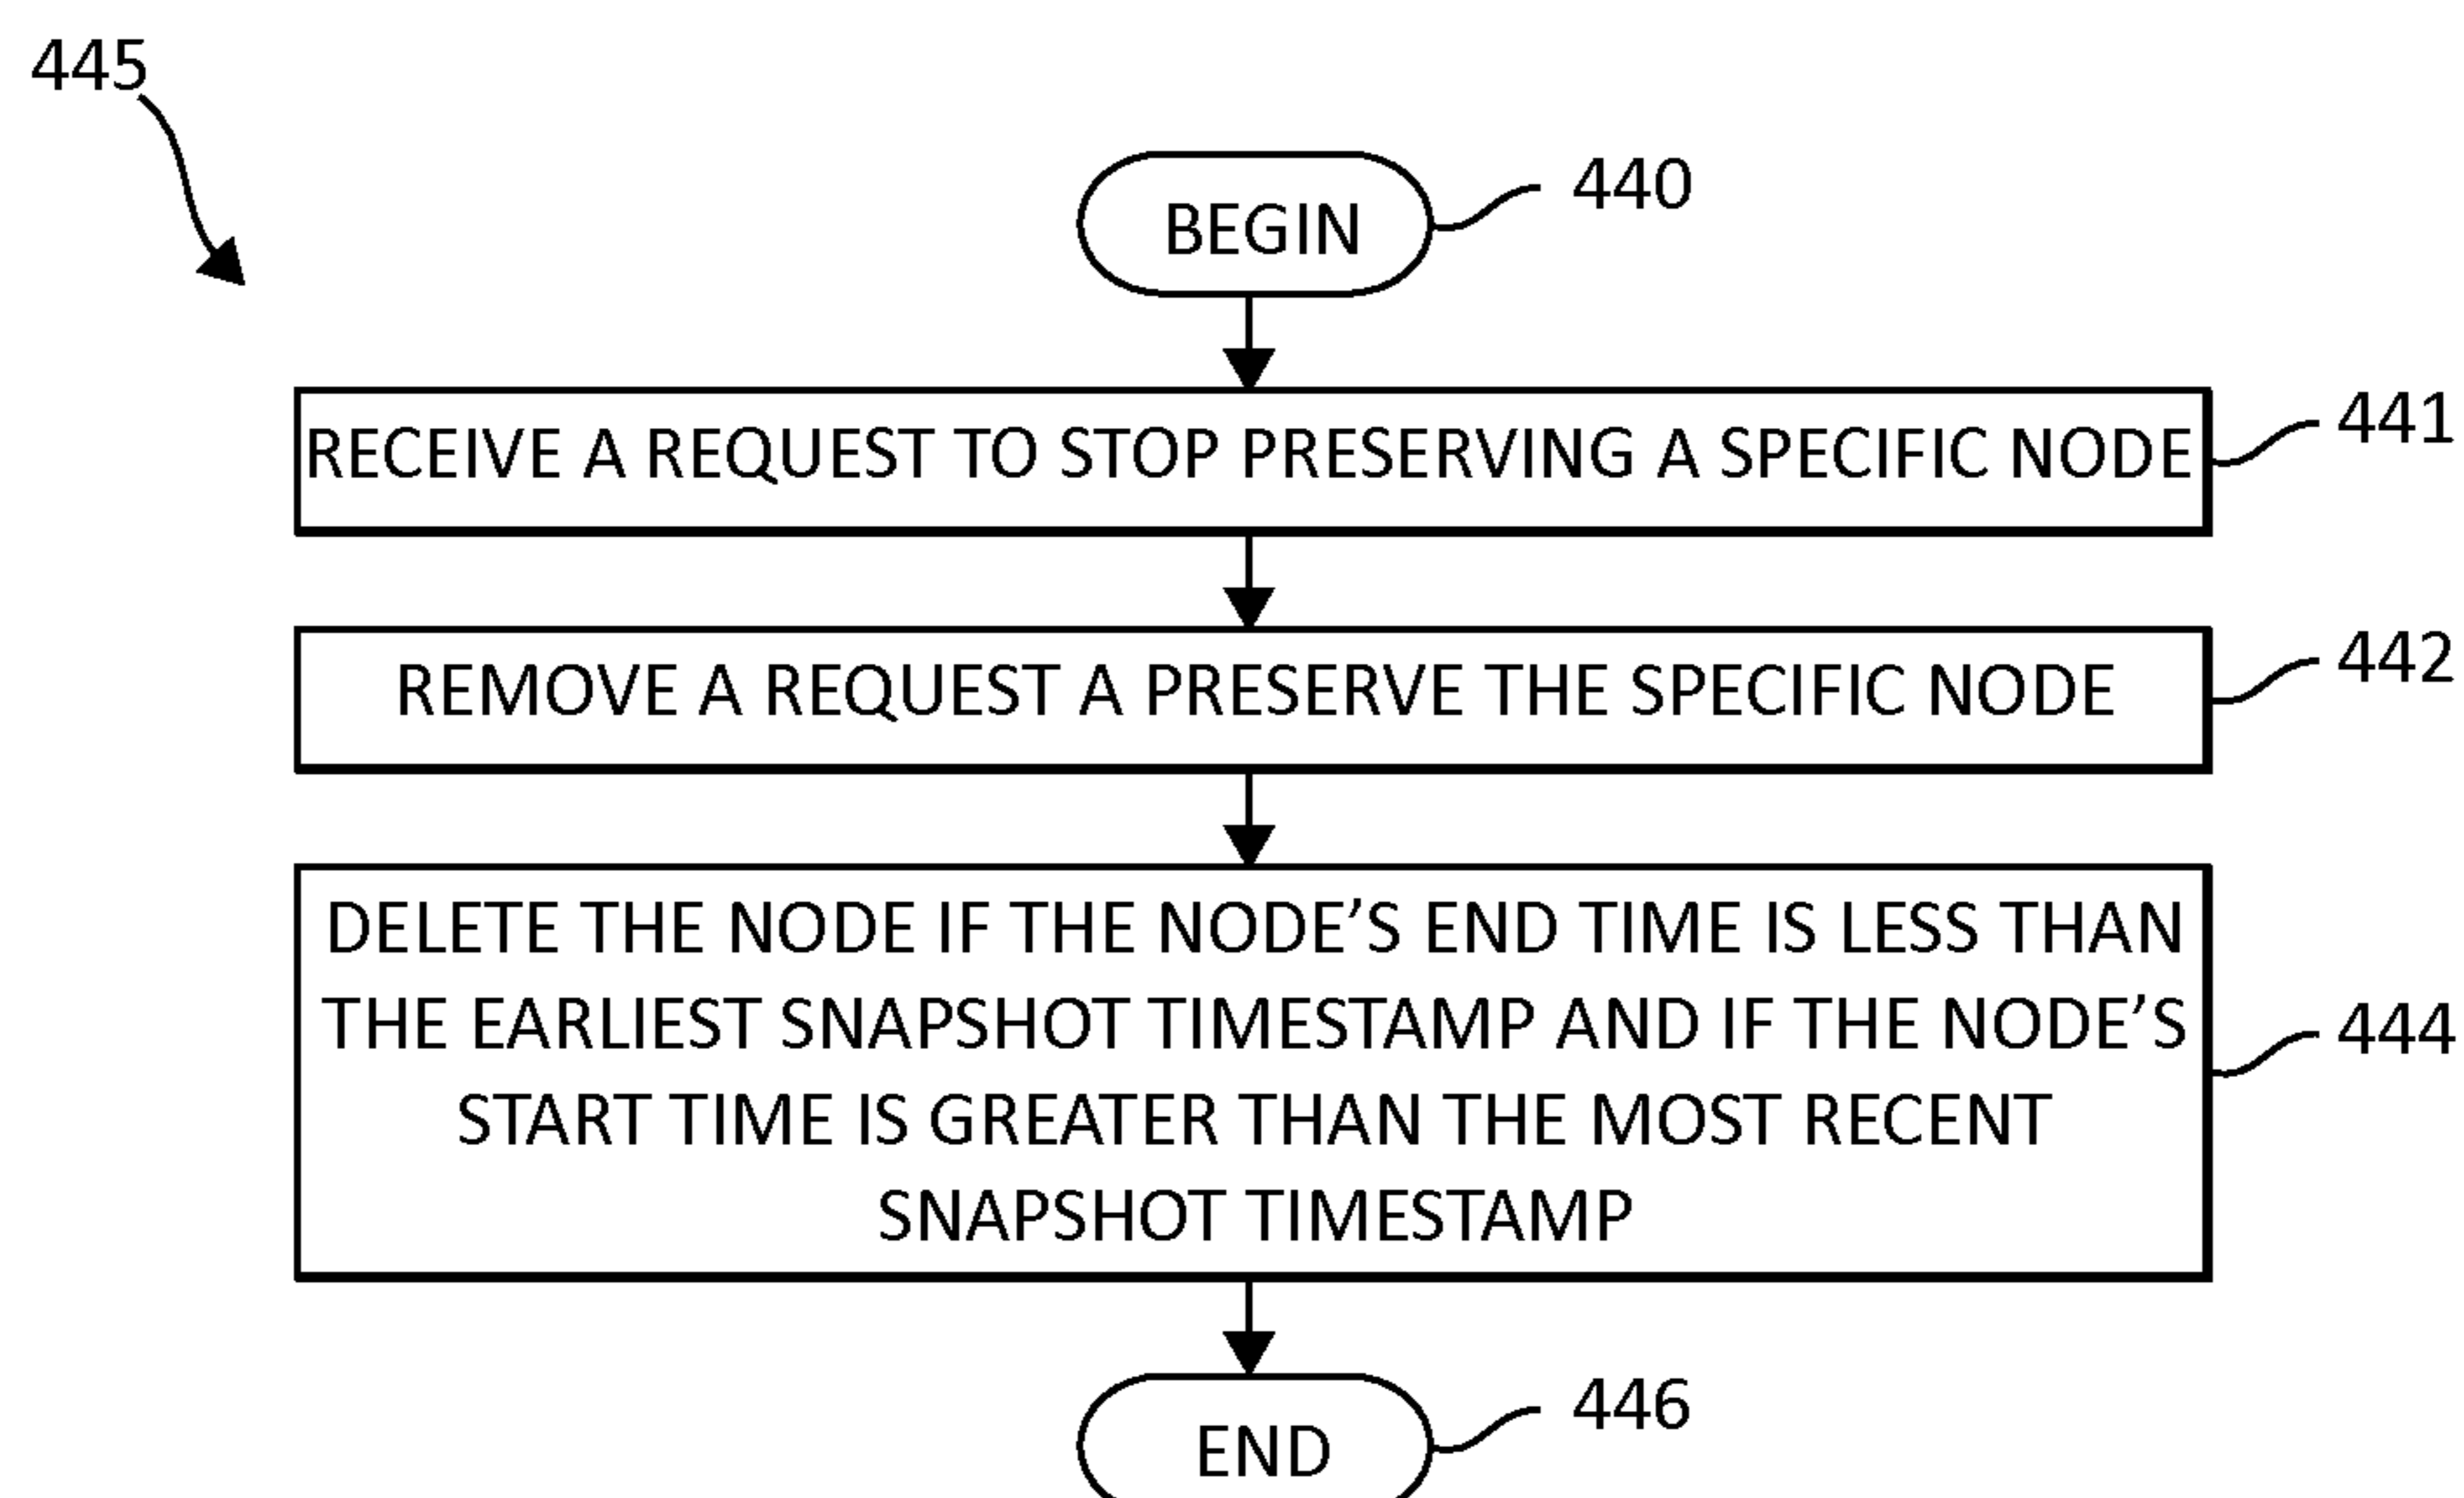 445
BEGIN
440
RECEIVE A REQUEST TO STOP PRESERVING A SPECIFIC NODE
441
REMOVE A REQUEST A PRESERVE THE SPECIFIC NODE
442
DELETE THE NODE IF THE NODE’S END TIME IS LESS THAN
THE EARLIEST SNAPSHOT TIMESTAMP AND IF THE NODE’S
START TIME IS GREATER THAN THE MOST RECENT
SNAPSHOT TIMESTAMP
444
END
446